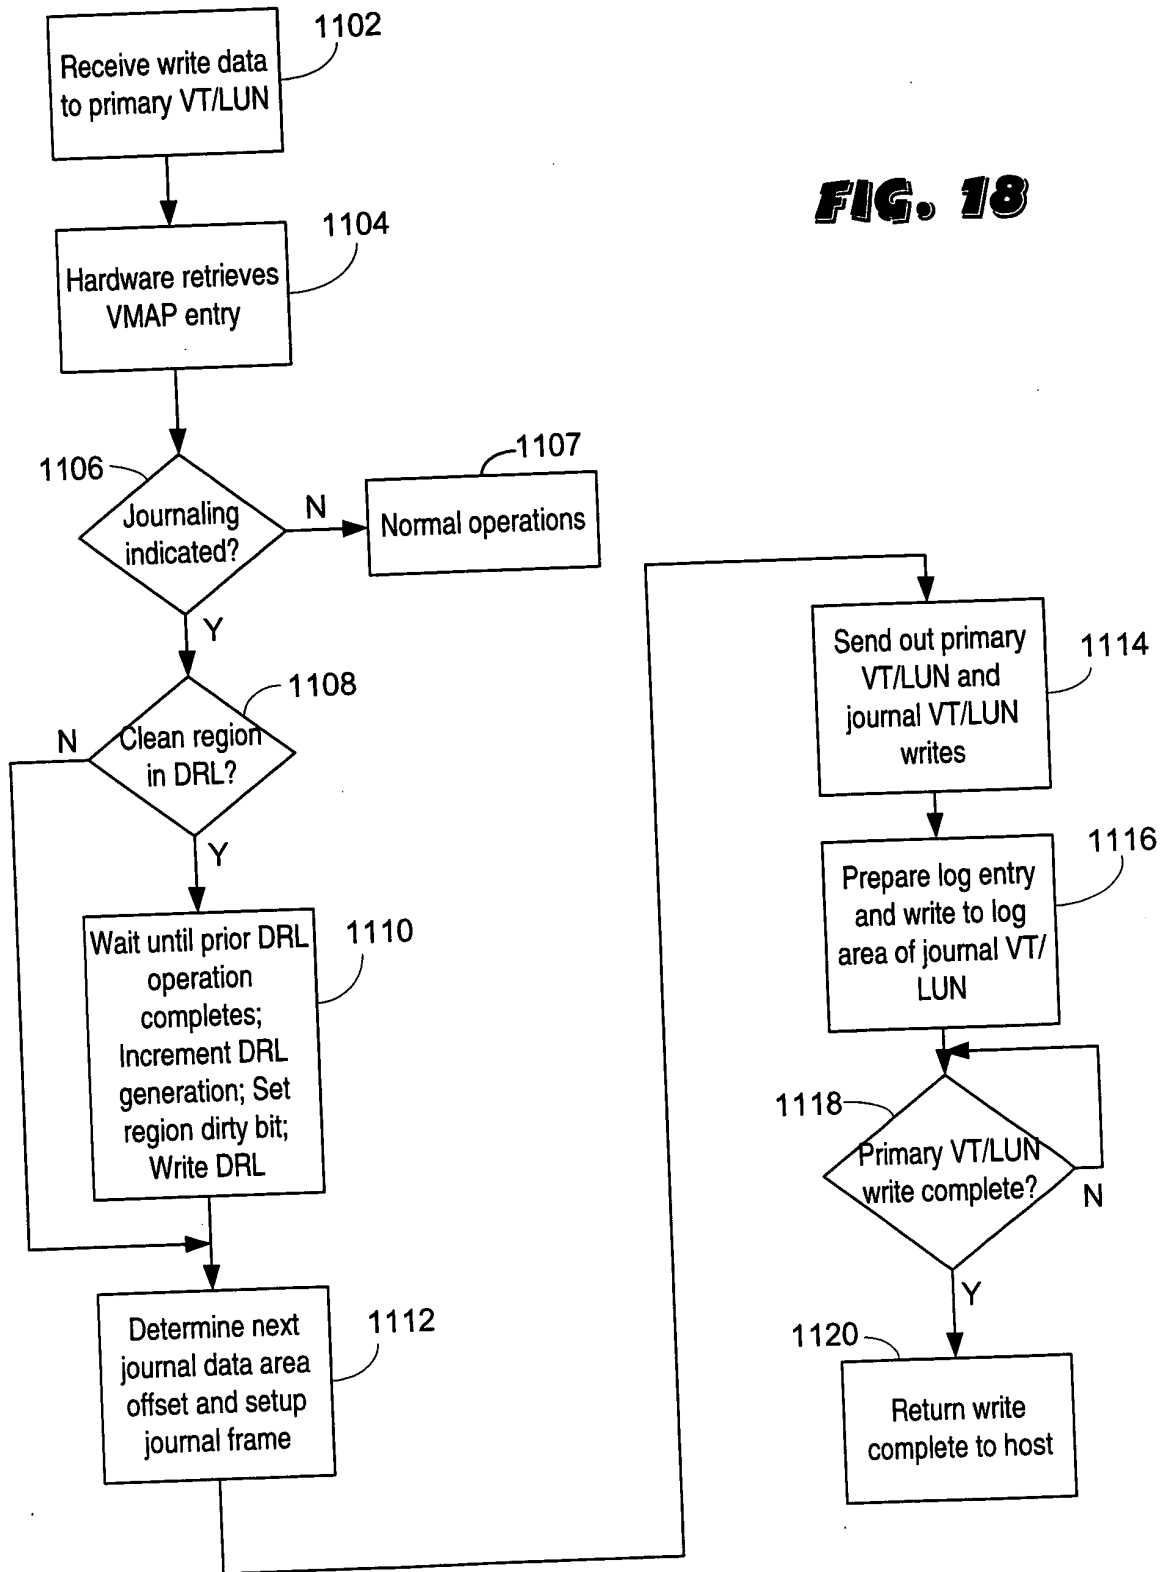 1102
Receive write data
to primary VT/LUN
FIG. 18
1104
Hardware retrieves
VMAP entry
1106
Journaling
indicated?
N
1107
Normal operations
Y
1108
N
Clean region
in DRL?
Y
1110
Wait until prior DRL
operation
completes;
Increment DRL
generation; Set
region dirty bit;
Write DRL
1112
Determine next
journal data area
offset and setup
journal frame
1114
Send out primary
VT/LUN and
journal VT/LUN
writes
1116
Prepare log entry
and write to log
area of journal VT/
LUN
1118
Primary VT/LUN
write complete?
N
Y
1120
Return write
complete to host